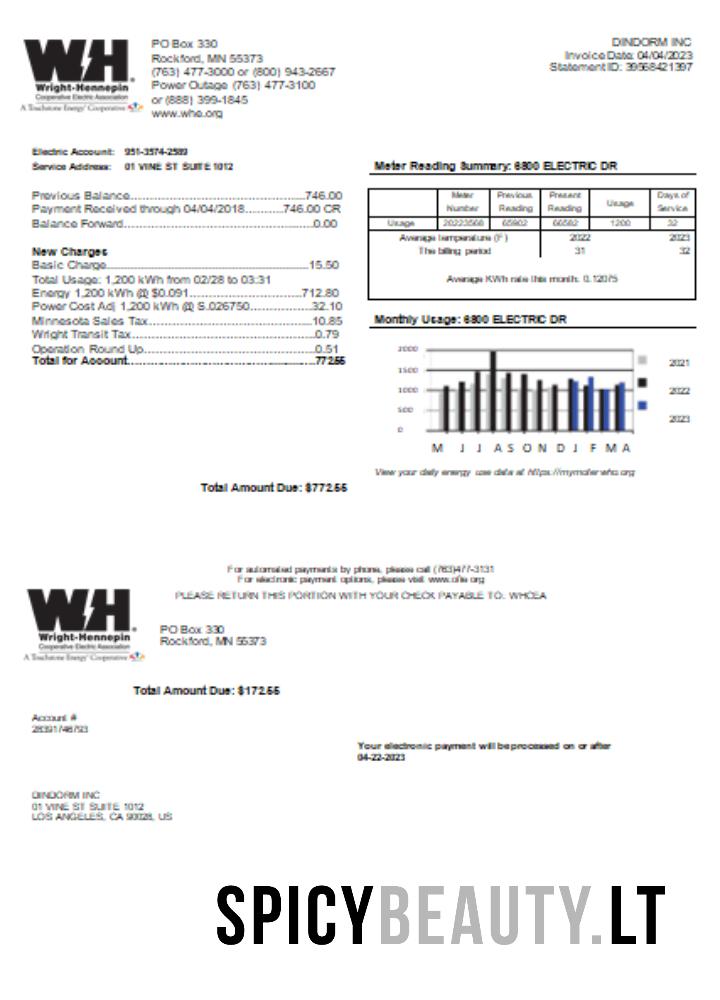 WH
Wright-Hennepin
Cooperative Electric Association
A Touchstone Energy® Cooperative
PO Box 330
Rockford, MN 55373
(763) 477-3000 or (800) 943-2667
Power Outage (763) 477-3100
or (888) 399-1845
www.whe.org
DINDORM INC
Invoice Date: 04/04/2023
Statement ID: 39568421397
Electric Account: 951-3574-2589
Service Address: 01 VINE ST SUITE 1012
Previous Balance...........................................746.00
Payment Received through 04/04/2018..........746.00 CR
Balance Forward............................................0.00
New Charges
Basic Charge................................................15.50
Total Usage: 1,200 kWh from 02/28 to 03:31
Energy 1,200 kWh @ $0.091...........................712.80
Power Cost Adj 1,200 kWh @ S.026750..............32.10
Minnesota Sales Tax.......................................10.85
Wright Transit Tax..........................................0.79
Operation Round Up........................................0.51
Total for Account...........................................772.55
Total Amount Due: $772.55
Meter Reading Summary: 6800 ELECTRIC DR
Meter Number Previous Reading Present Reading Usage Days of Service
Usage 20223568 65902 66582 1200 32
Average temperature (F) 2022 2023
The billing period 31 32
Average KWh rate this month: 0.12075
Monthly Usage: 6800 ELECTRIC DR
2000
1500
1000
500
0
M J J A S O N D J F M A
2021
2022
2023
View your daily energy use data at https://mymoter.who.org
For automated payments by phone, please call (763)477-3131
For electronic payment options, please visit www.ofie.org
PLEASE RETURN THIS PORTION WITH YOUR CHECK PAYABLE TO: WHCEA
WH
Wright-Hennepin
Cooperative Electric Association
A Touchstone Energy® Cooperative
PO Box 330
Rockford, MN 55373
Total Amount Due: $172.55
Account #
28391746793
Your electronic payment will be processed on or after
04-22-2023
DINDORM INC
01 VINE ST SUITE 1012
LOS ANGELES, CA 90028, US
SPICYBEAUTY.LT